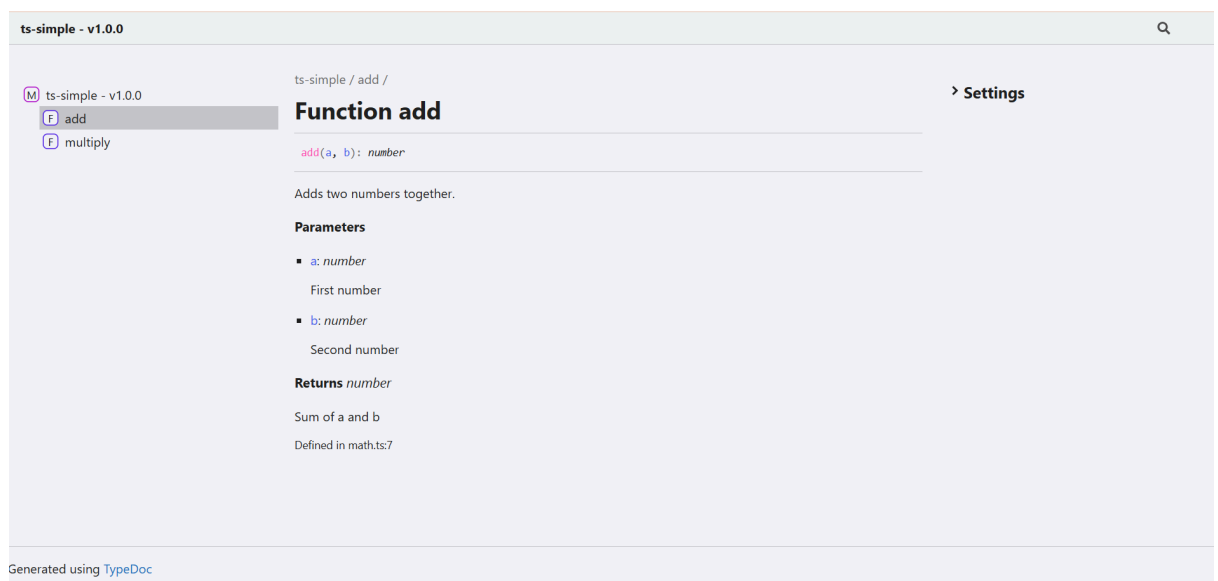 ts-simple - v1.0.0
M ts-simple - v1.0.0
F add
F multiply
ts-simple / add /
Function add
add(a, b): number
Adds two numbers together.
Parameters
a: number
First number
b: number
Second number
Returns number
Sum of a and b
Defined in math.ts:7
Settings
Generated using TypeDoc